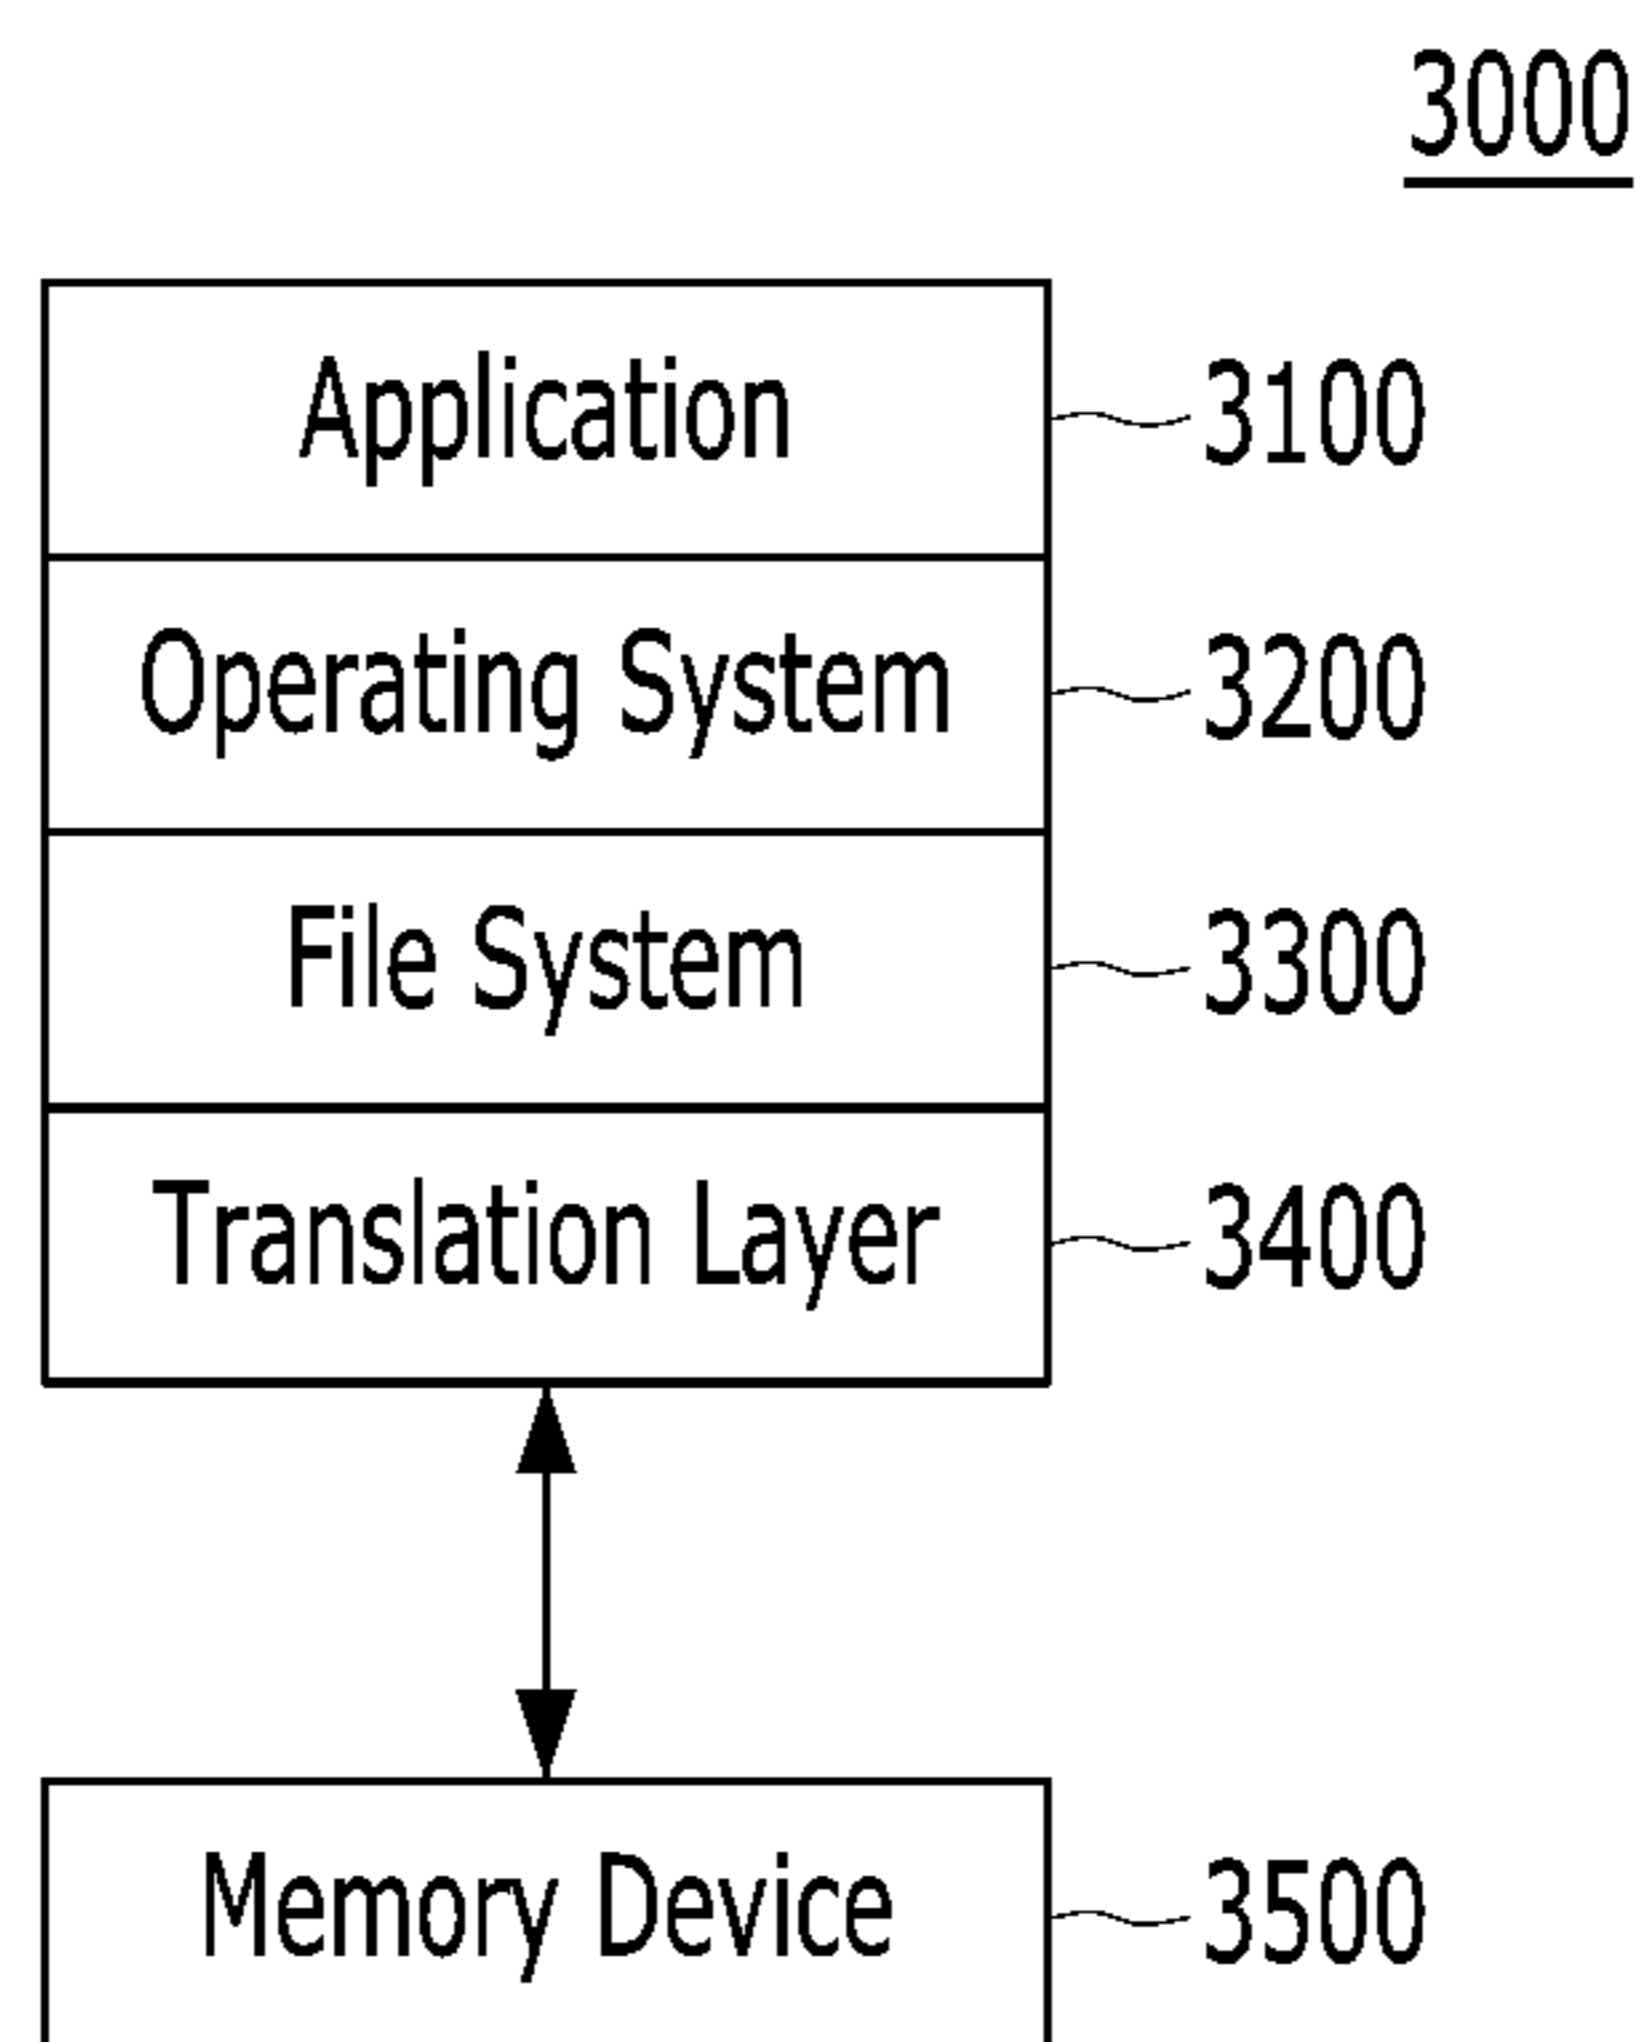 3000
Application 3100
Operating System 3200
File System 3300
Translation Layer 3400
Memory Device 3500